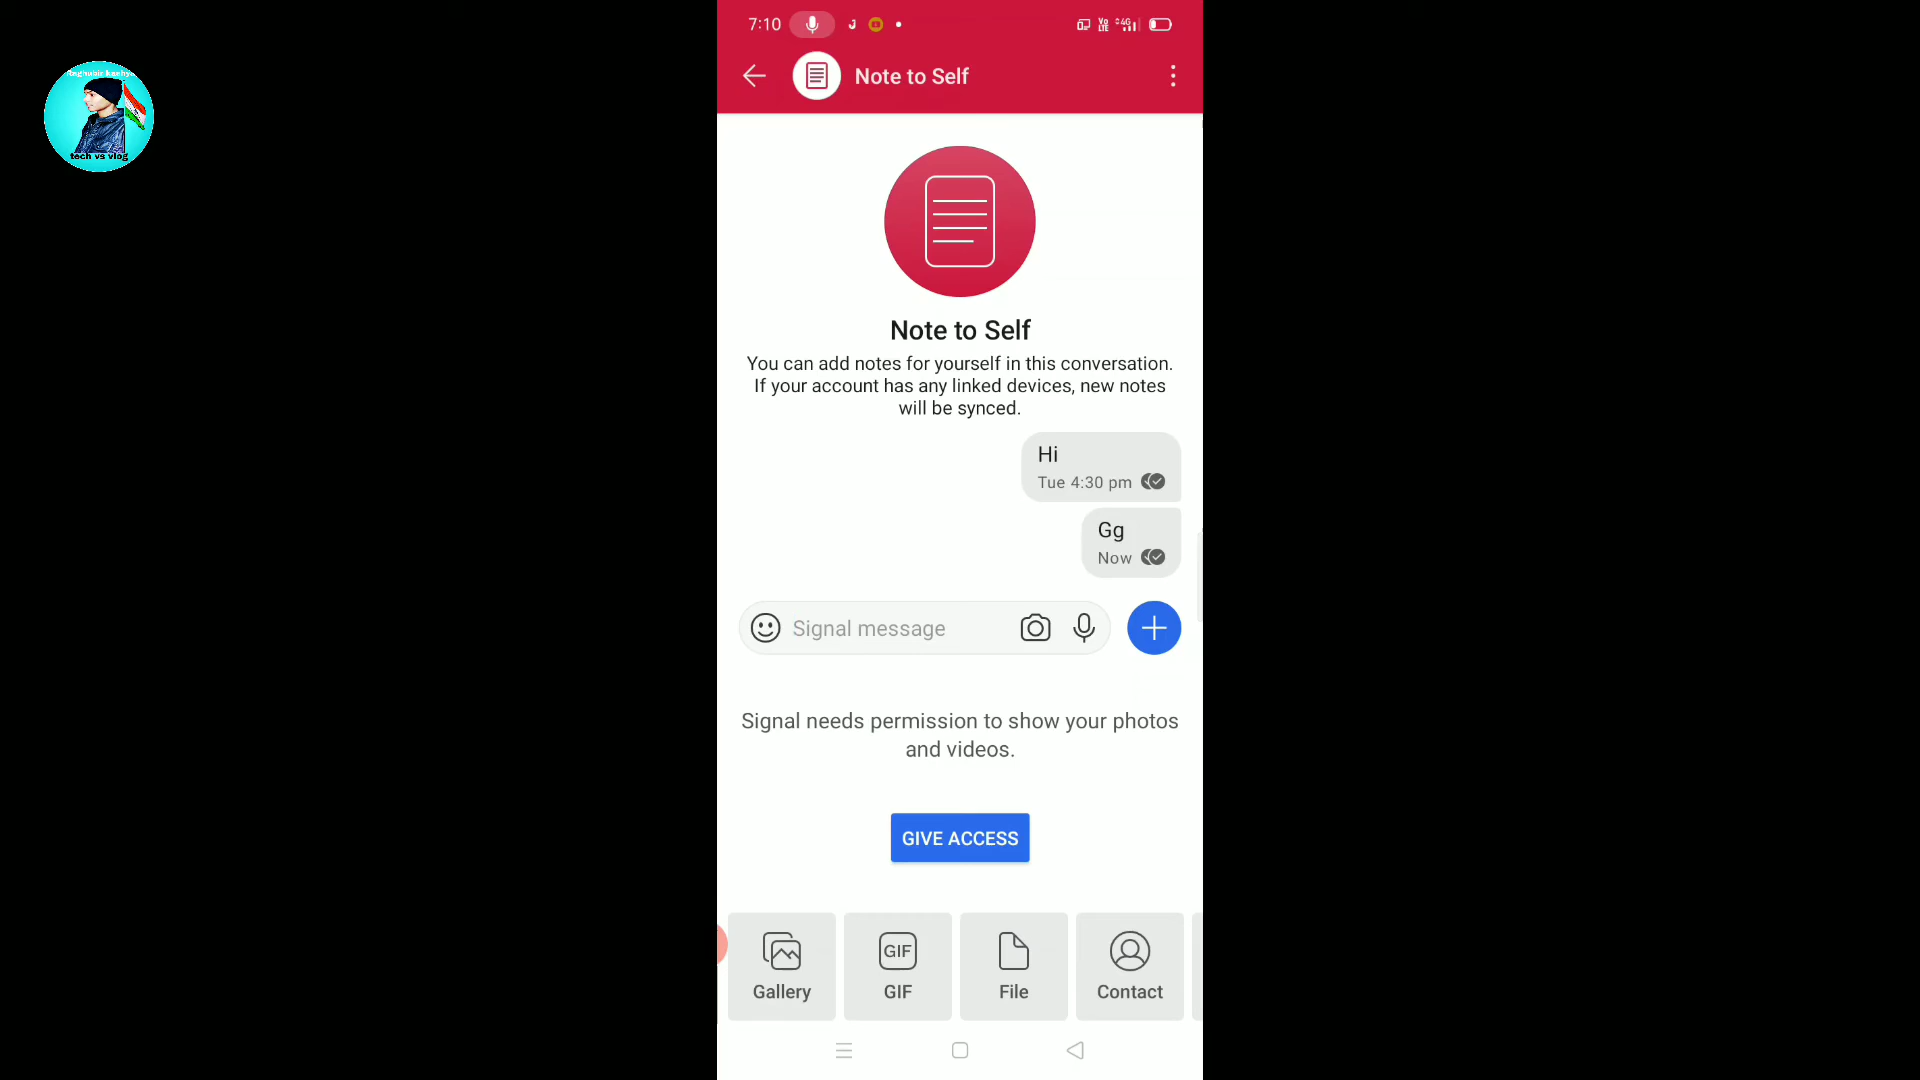 7:10
Vo
LTE
4G
Note to Self
tech vs vlog
Note to Self
You can add notes for yourself in this conversation.
If your account has any linked devices, new notes
will be synced.
Hi
Tue 4:30 pm
Gg
Now
Signal message
Signal needs permission to show your photos
and videos.
GIVE ACCESS
GIF
Gallery
GIF
File
Contact